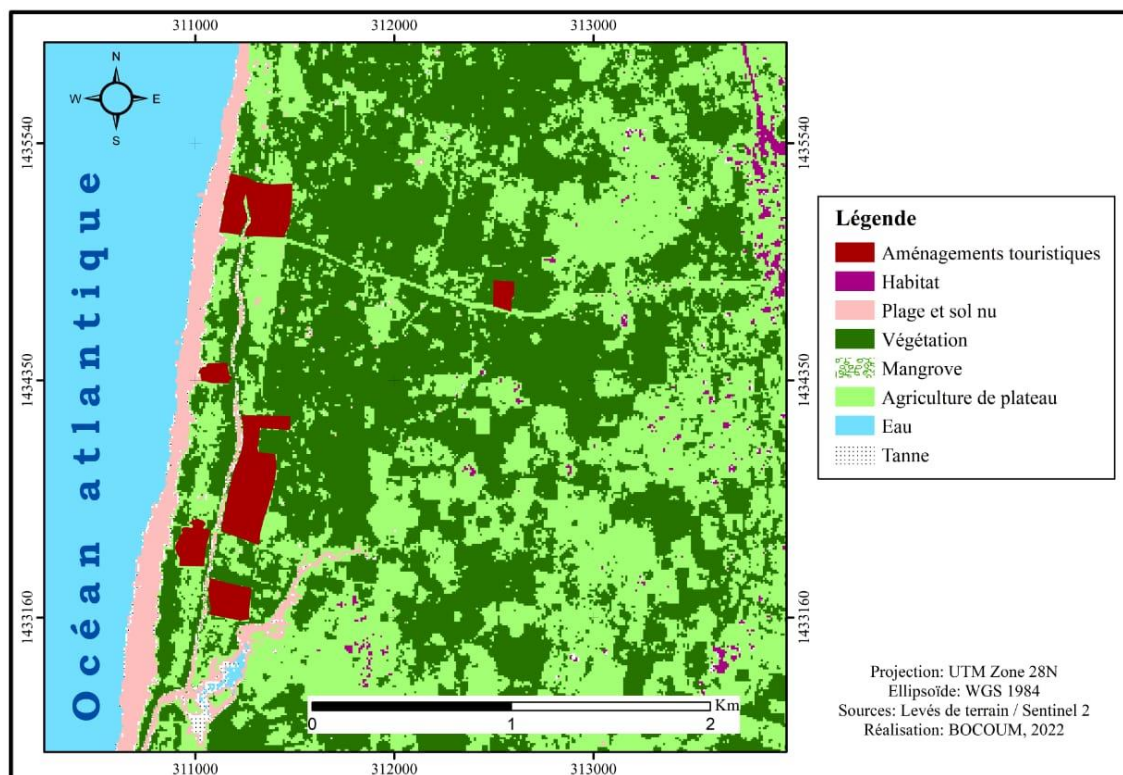 311000 312000 313000
N
W E
S
1435540
1434350
1433160
Océan atlantique
1435540
1434350
1433160
Légende
Aménagements touristiques
Habitat
Plage et sol nu
Végétation
Mangrove
Agriculture de plateau
Eau
Tanne
Km
0 1 2
311000 312000 313000
Projection: UTM Zone 28N
Ellipsoïde: WGS 1984
Sources: Levés de terrain / Sentinel 2
Réalisation: BOCOUM, 2022